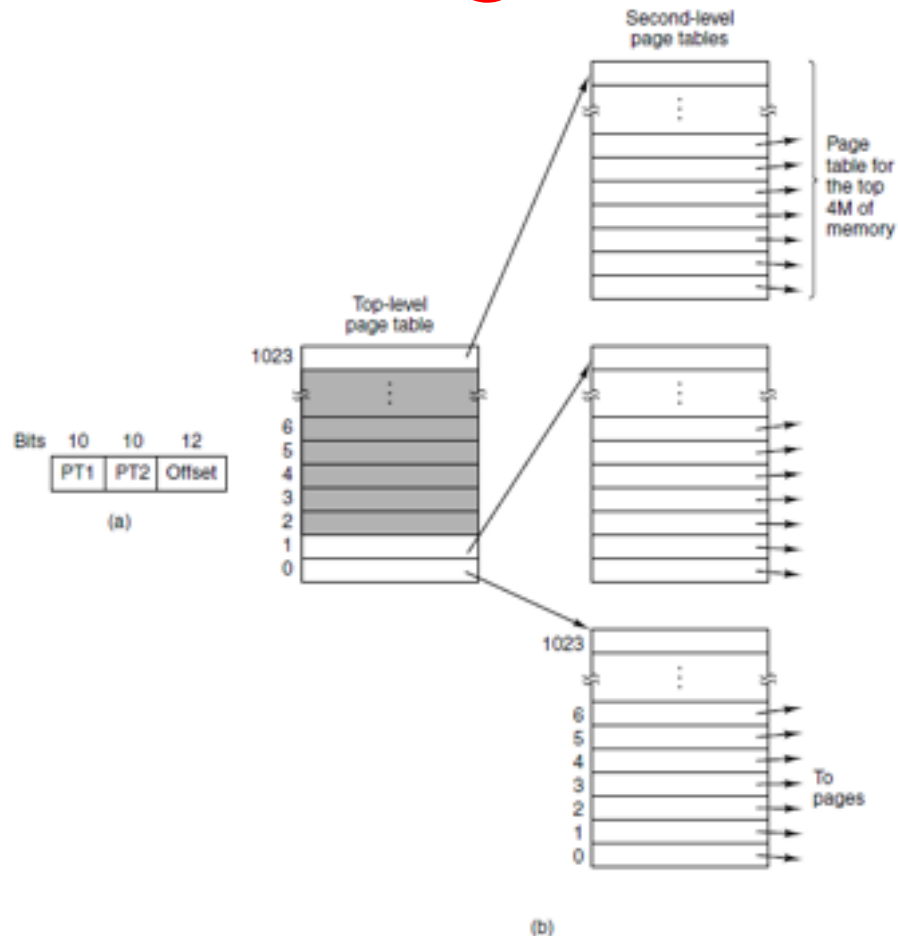 Second-level
page tables
Page
table for
the top
4M of
memory
Top-level
page table
1023
6
5
4
3
2
1
0
Bits 10 10 12
PT1 PT2 Offset
(a)
1023
6
5
4
3
2
1
0
To
pages
(b)